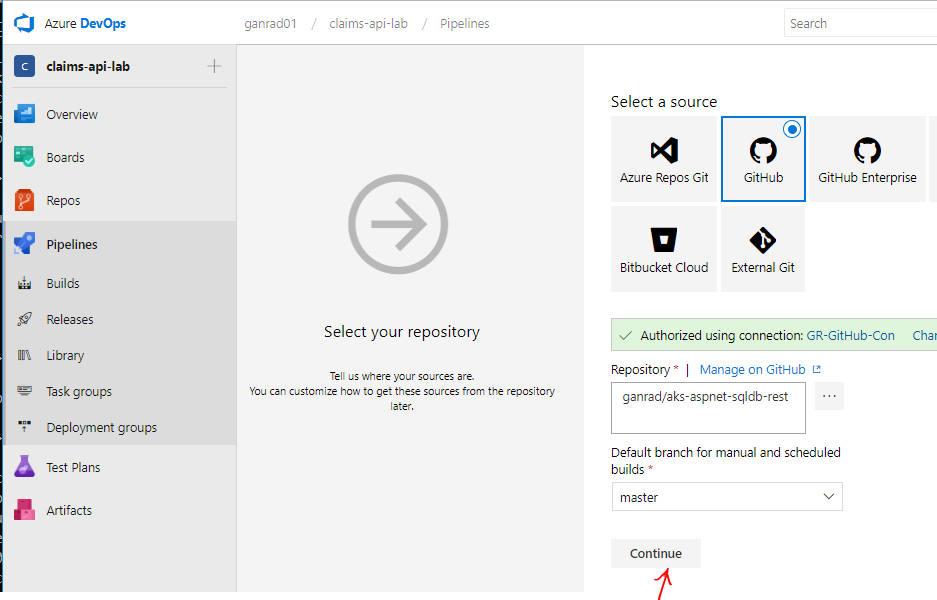 Azure DevOps
ganrad01 / claims-api-lab / Pipelines
Search
C claims-api-lab
Overview
Boards
Repos
Pipelines
Builds
Releases
Library
Task groups
Deployment groups
Test Plans
Artifacts
Select your repository
Tell us where your sources are.
You can customize how to get these sources from the repository
later.
Select a source
Azure Repos Git
GitHub
GitHub Enterprise
Bitbucket Cloud
External Git
Authorized using connection: GR-GitHub-Con
Repository * | Manage on GitHub
ganrad/aks-aspnet-sqldb-rest
...
Default branch for manual and scheduled
builds *
master
Continue